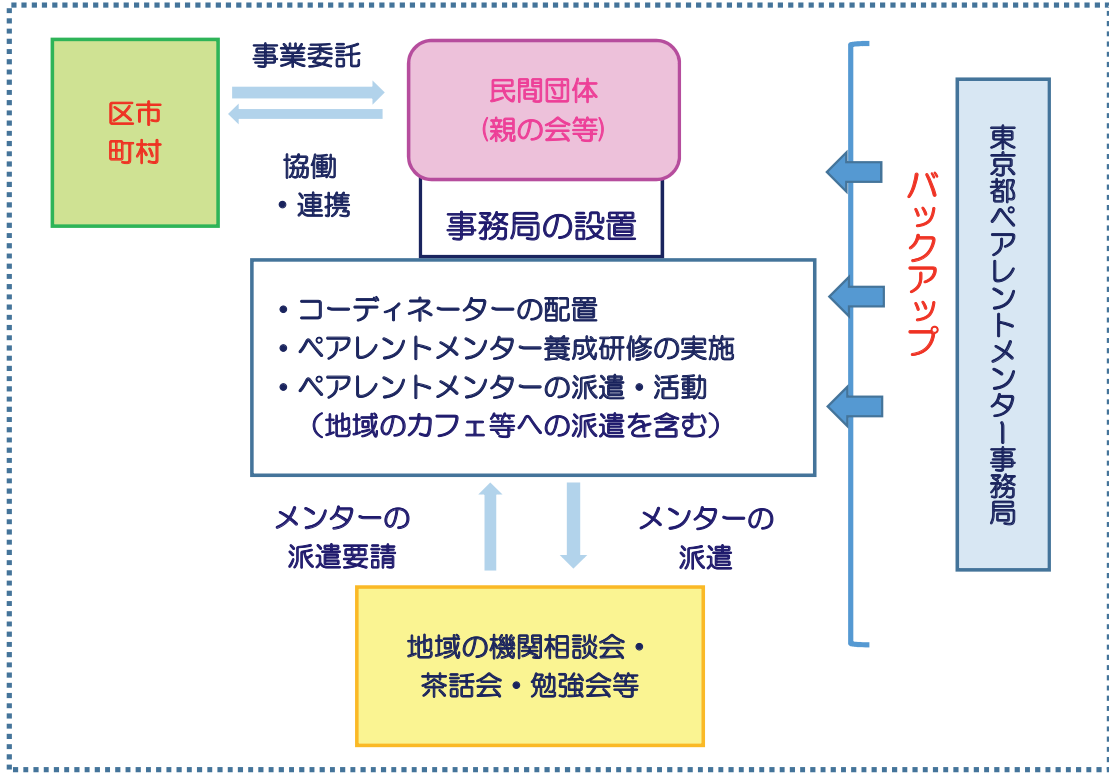 区市
町村
事業委託
協働
・連携
民間団体
(親の会等)
事務局の設置
・コーディネーターの配置
・ペアレントメンター養成研修の実施
・ペアレントメンターの派遣・活動
（地域のカフェ等への派遣を含む）
メンターの
派遣要請
メンターの
派遣
地域の機関相談会・
茶話会・勉強会等
バックアップ
東京都ペアレントメンター事務局